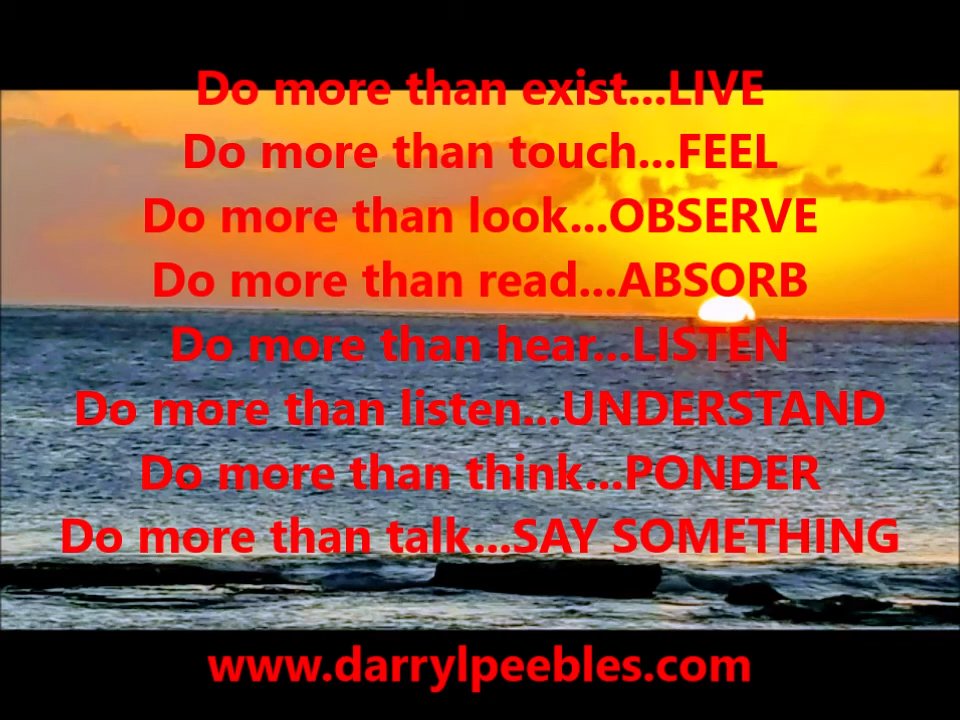 Do more than exist...LIVE
Do more than touch...FEEL
Do more than look...OBSERVE
Do more than read...ABSORB
Do more than hear...LISTEN
Do more than listen...UNDERSTAND
Do more than think...PONDER
Do more than talk...SAY SOMETHING
www.darrylpeebles.com